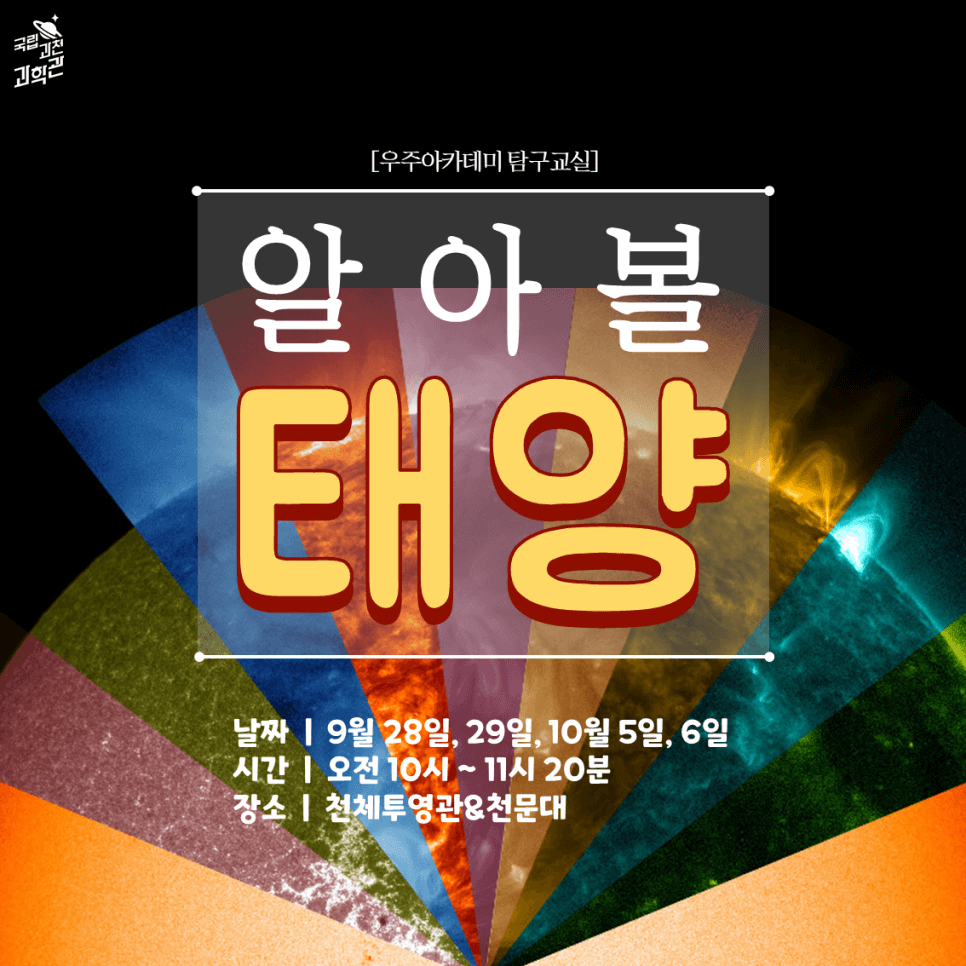 국립
과천
과학관
[우주아카데미 탐구교실]
알아볼
태양
날짜 | 9월 28일, 29일, 10월 5일, 6일
시간 | 오전 10시 ~ 11시 20분
장소 | 천체투영관&천문대